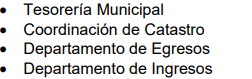 • Tesorería Municipal
• Coordinación de Catastro
• Departamento de Egresos
• Departamento de Ingresos